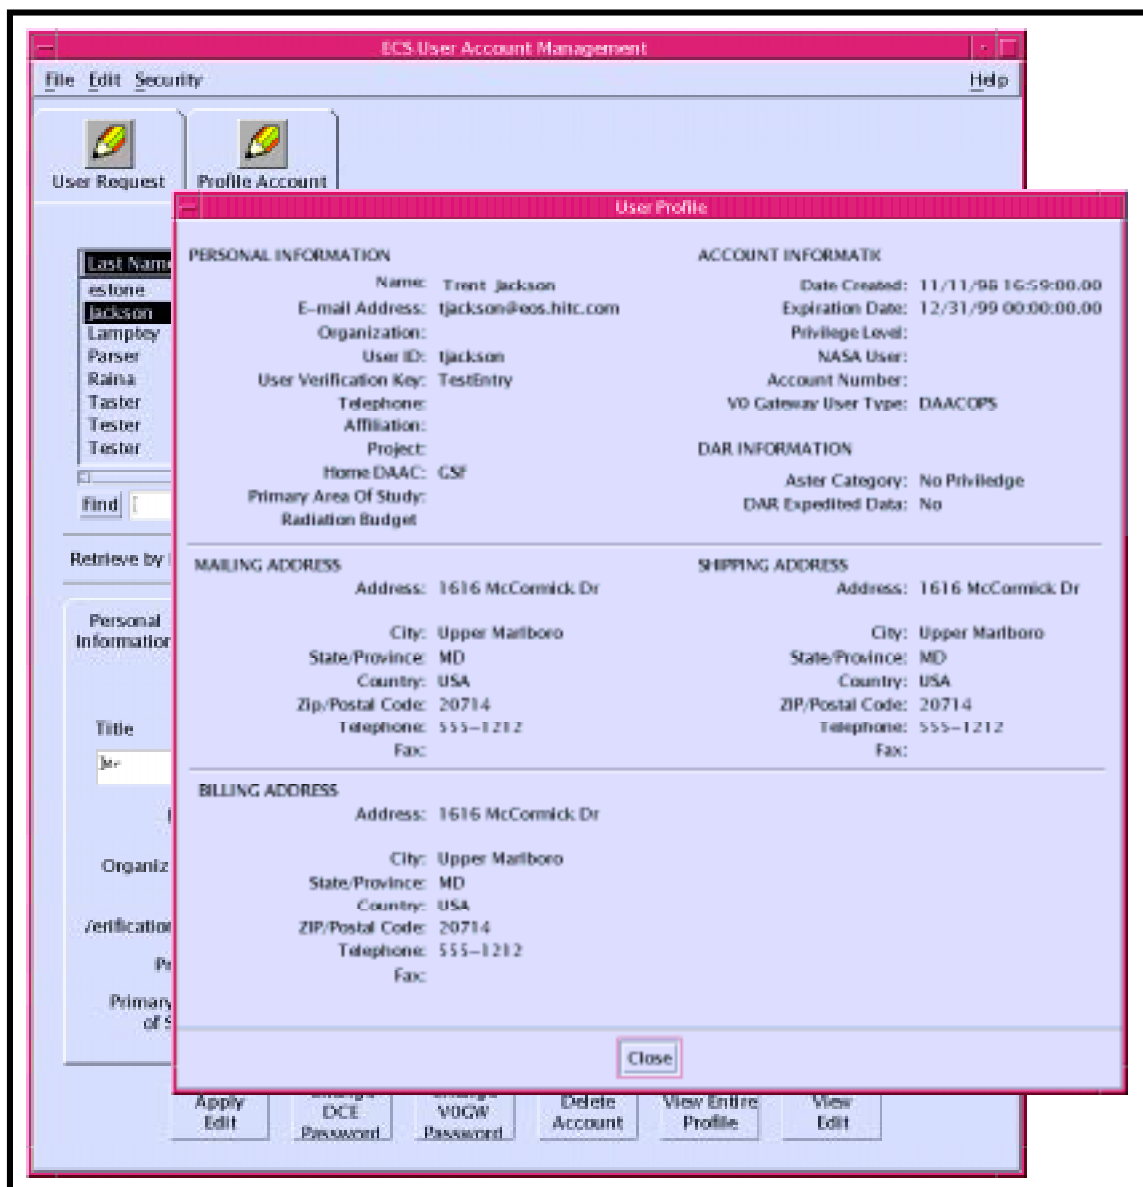 ECS User Account Management
File Edit Security Help
User Request Profile Account
User Profile
Last Name
estone
Jackson
Lamptey
Parser
Raina
Taster
Tester
Tester
Find
Retrieve by
Personal
Information
Title
Organiz
Primary
PERSONAL INFORMATION
Name: Trent Jackson
E-mail Address: tjackson@eos.hitc.com
Organization:
User ID: tjackson
User Verification Key: TestEntry
Telephone:
Affiliation:
Project:
Home DAAC: GSF
Primary Area Of Study:
Radiation Budget
ACCOUNT INFORMATIK
Date Created: 11/11/98 16:59:00.00
Expiration Date: 12/31/99 00:00:00.00
Privilege Level:
NASA User:
Account Number:
V0 Gateway User Type: DAACOPS
DAR INFORMATION
Aster Category: No Priviledge
DAR Expedited Data: No
MAILING ADDRESS
Address: 1616 McCormick Dr
City: Upper Marlboro
State/Province: MD
Country: USA
Zip/Postal Code: 20714
Telephone: 555-1212
Fax:
SHIPPING ADDRESS
Address: 1616 McCormick Dr
City: Upper Marlboro
State/Province: MD
Country: USA
ZIP/Postal Code: 20714
Telephone: 555-1212
Fax:
BILLING ADDRESS
Address: 1616 McCormick Dr
City: Upper Marlboro
State/Province: MD
Country: USA
ZIP/Postal Code: 20714
Telephone: 555-1212
Fax:
Close
Apply
Edit
DCE
Password
V0GW
Password
Delete
Account
View Entire
Profile
View
Edit